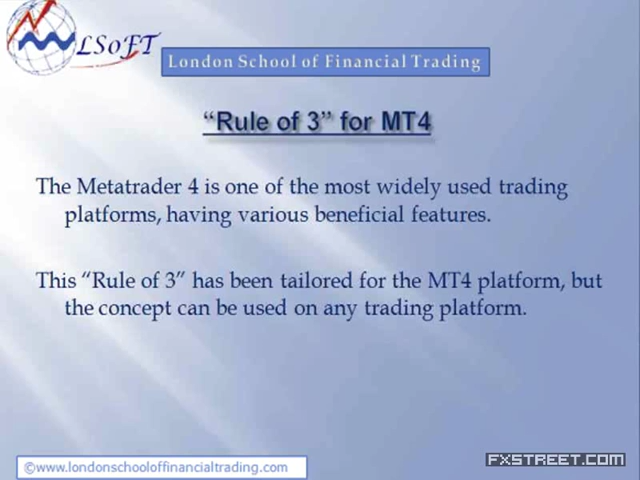 LSoFT
London School of Financial Trading
“Rule of 3” for MT4
The Metatrader 4 is one of the most widely used trading
platforms, having various beneficial features.
This “Rule of 3” has been tailored for the MT4 platform, but
the concept can be used on any trading platform.
©www.londonschooloffinancialtrading.com
FXSTREET.COM